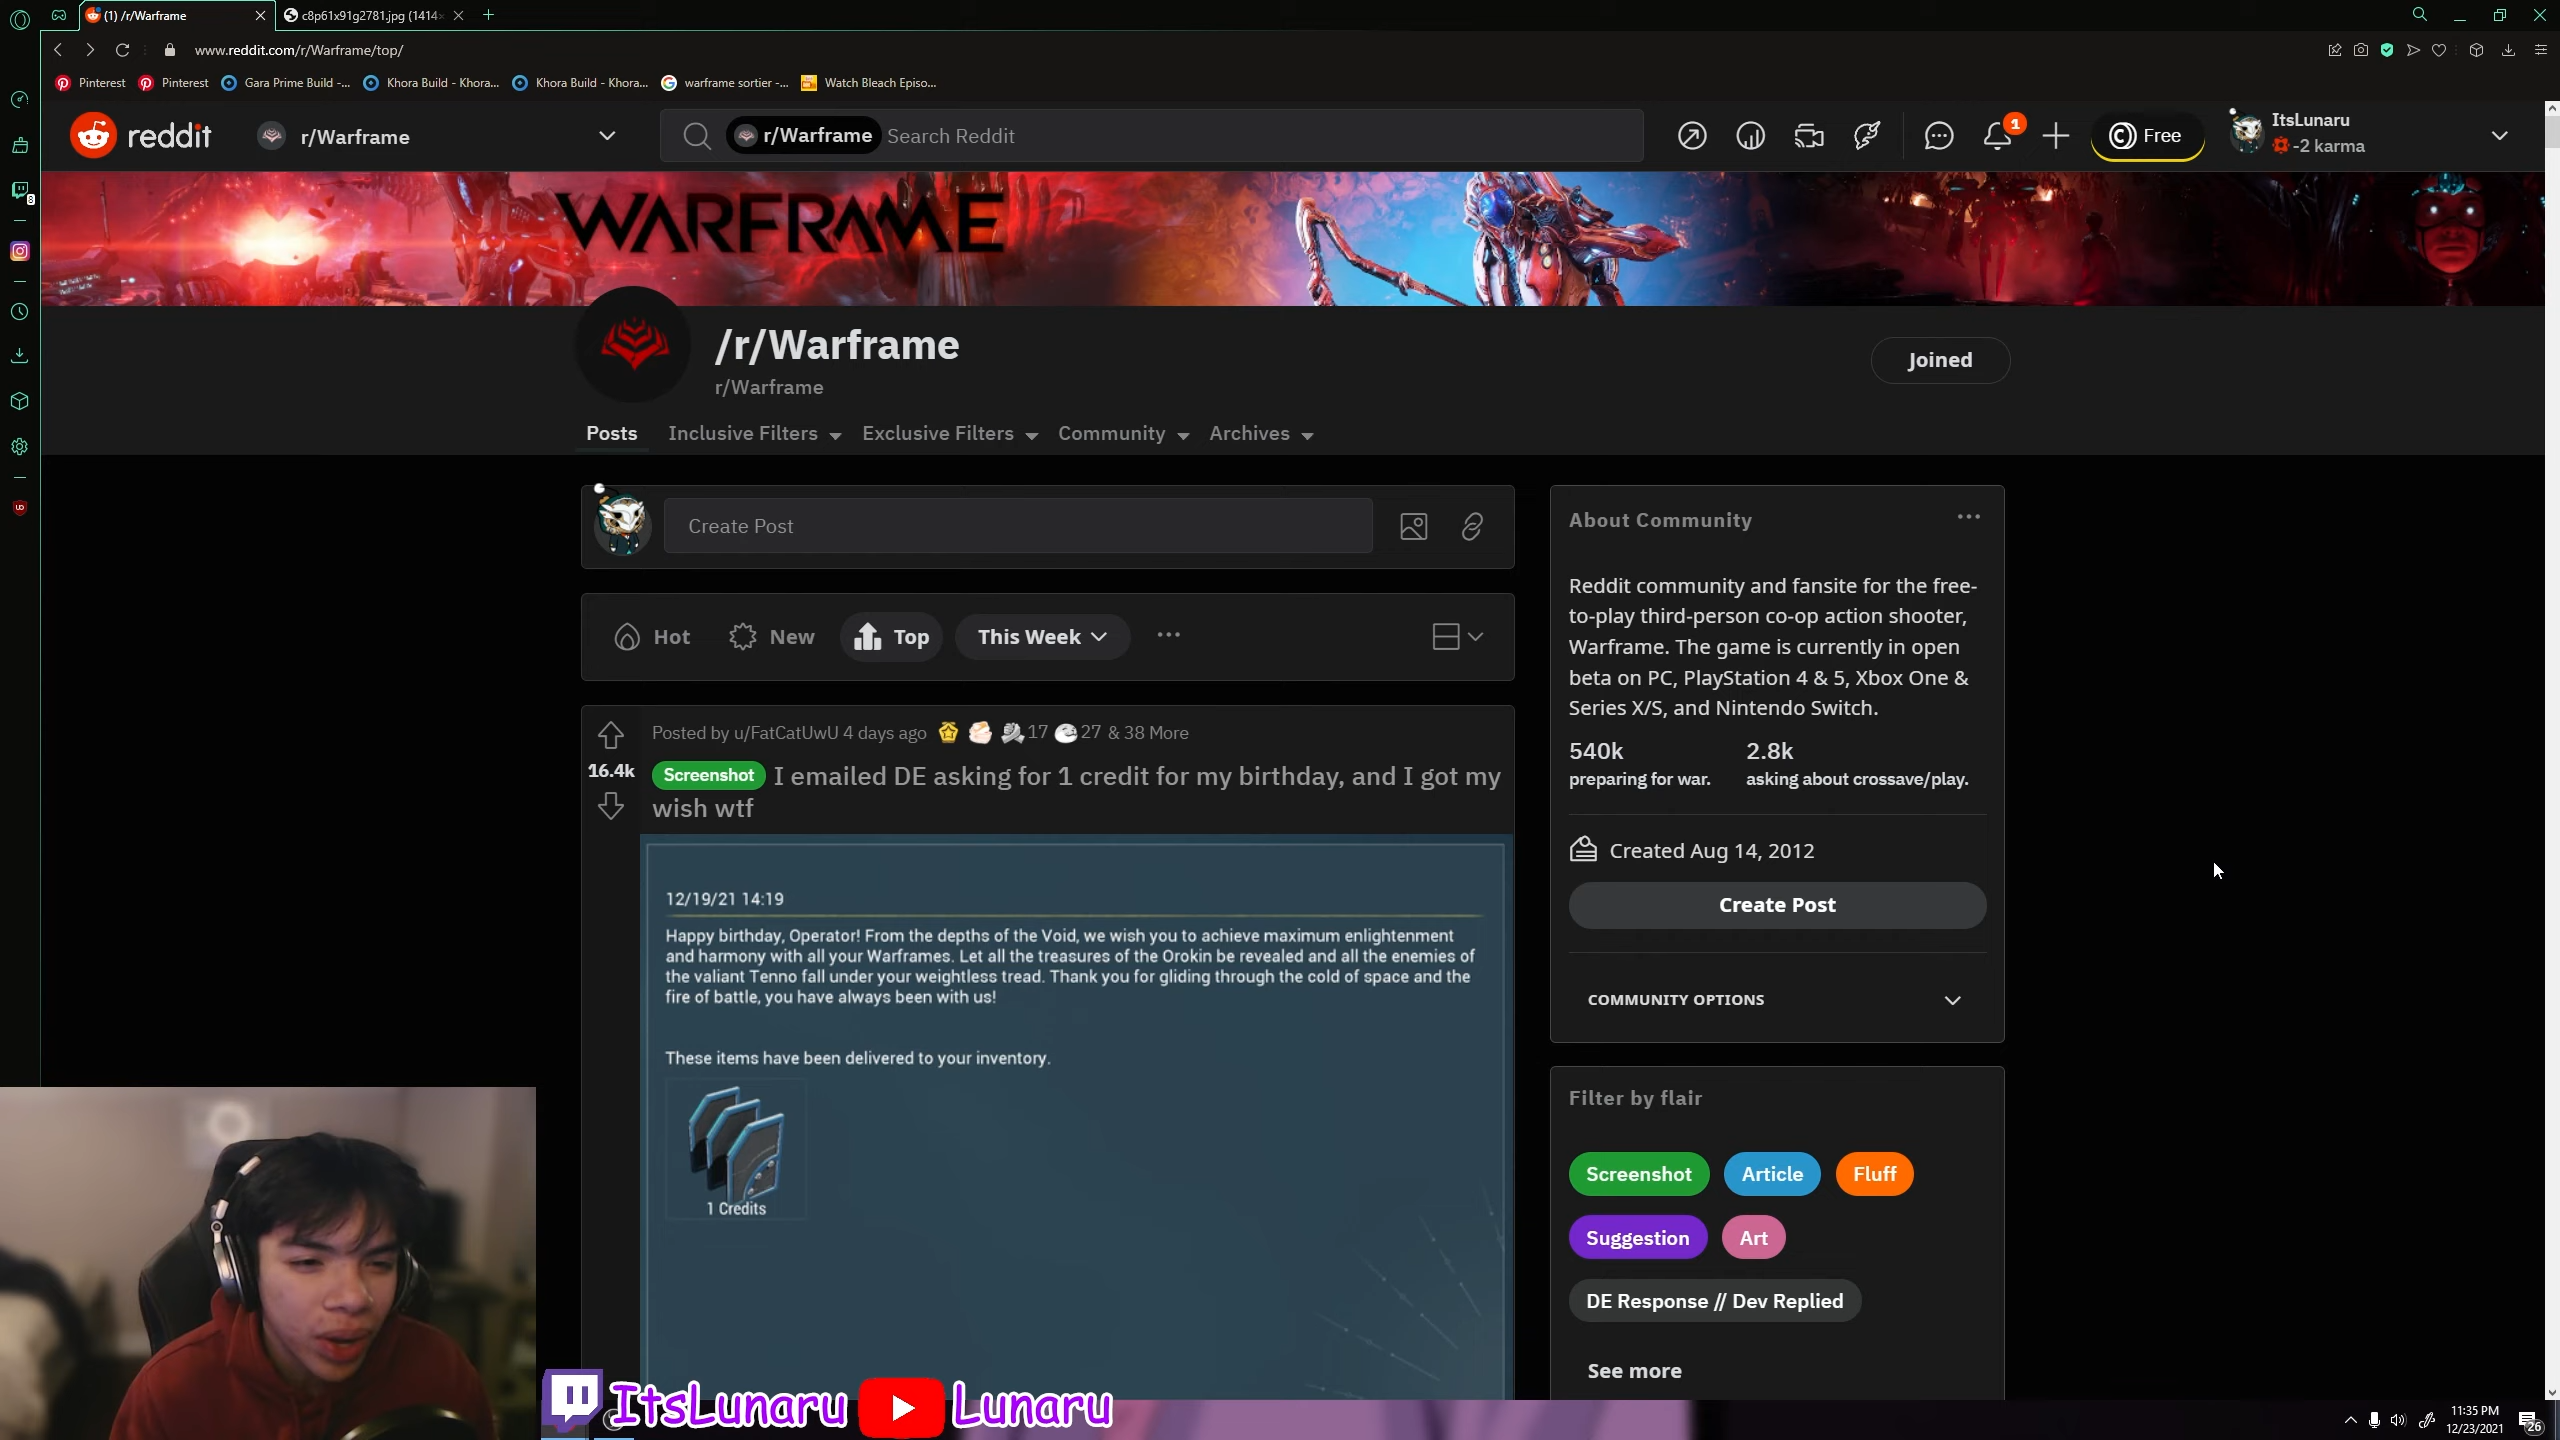 (1) /r/Warframe
c8p61x91g2781.jpg (1414
www.reddit.com/r/Warframe/top/
Pinterest
Pinterest
Gara Prime Build -...
Khora Build - Khora...
Khora Build - Khora...
warframe sortier -...
Watch Bleach Episo...
reddit
r/Warframe
r/Warframe
Search Reddit
1
Free
ItsLunaru
-2 karma
8
WARFRAME
/r/Warframe
r/Warframe
Joined
Posts
Inclusive Filters
Exclusive Filters
Community
Archives
Create Post
Hot
New
Top
This Week
Posted by u/FatCatUwU 4 days ago
17
27
& 38 More
16.4k
Screenshot I emailed DE asking for 1 credit for my birthday, and I got my
wish wtf
12/19/21 14:19
Happy birthday, Operator! From the depths of the Void, we wish you to achieve maximum enlightenment
and harmony with all your Warframes. Let all the treasures of the Orokin be revealed and all the enemies of
the valiant Tenno fall under your weightless tread. Thank you for gliding through the cold of space and the
fire of battle, you have always been with us!
These items have been delivered to your inventory.
1 Credits
About Community
Reddit community and fansite for the free-
to-play third-person co-op action shooter,
Warframe. The game is currently in open
beta on PC, PlayStation 4 & 5, Xbox One &
Series X/S, and Nintendo Switch.
540k
preparing for war.
2.8k
asking about crossave/play.
Created Aug 14, 2012
Create Post
COMMUNITY OPTIONS
Filter by flair
Screenshot
Article
Fluff
Suggestion
Art
DE Response // Dev Replied
See more
ItsLunaru
Lunaru
11:35 PM
12/23/2021
26